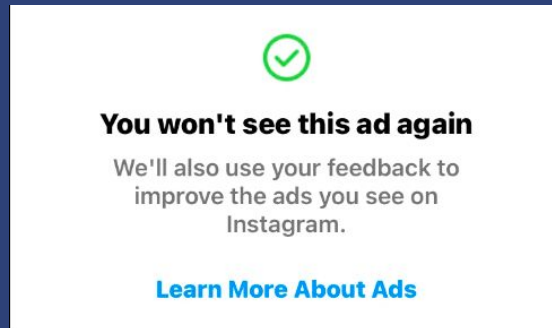 You won't see this ad again
We'll also use your feedback to
improve the ads you see on
Instagram.
Learn More About Ads